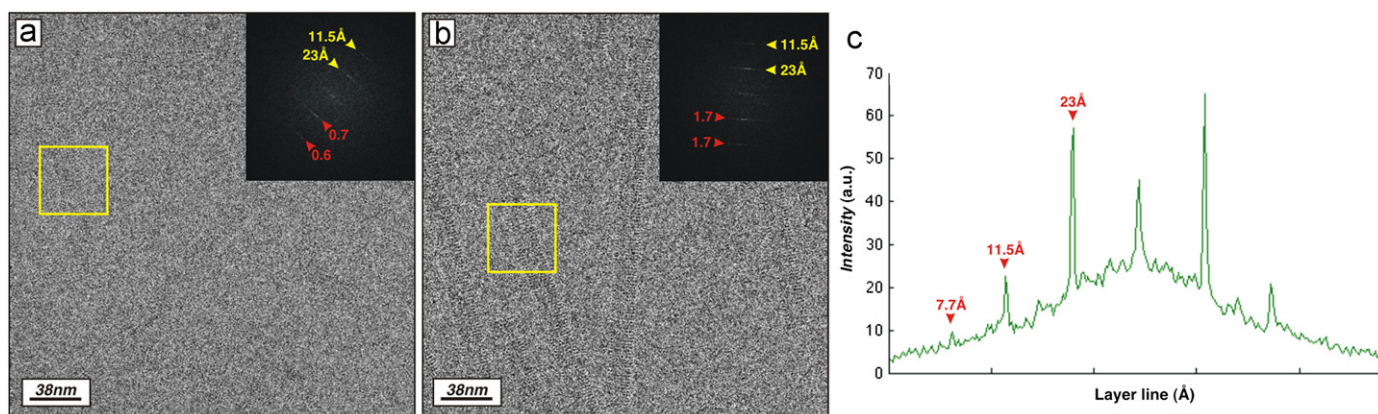 a
11.5Å
23Å
0.7
0.6
38nm
b
11.5Å
23Å
1.7
1.7
38nm
c
70
60
50
40
30
20
10
0
Intensity (a.u.)
23Å
11.5Å
7.7Å
Layer line (Å)